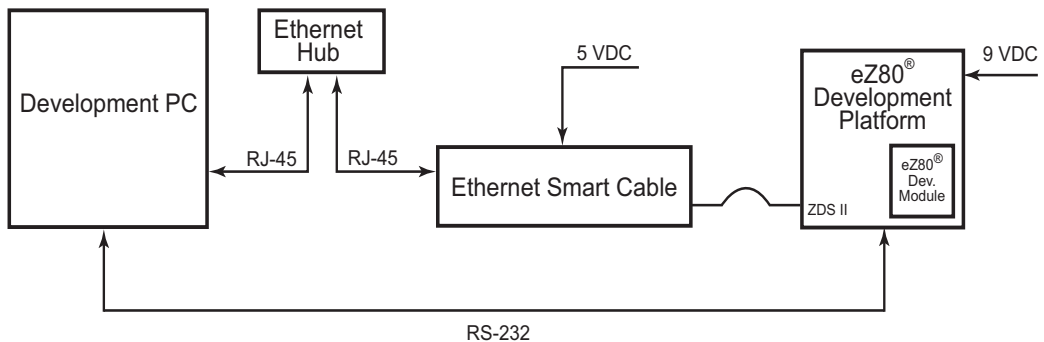 Development PC
Ethernet
Hub
RJ-45
RJ-45
5 VDC
Ethernet Smart Cable
eZ80®
Development
Platform
9 VDC
eZ80®
Dev.
Module
ZDS II
RS-232